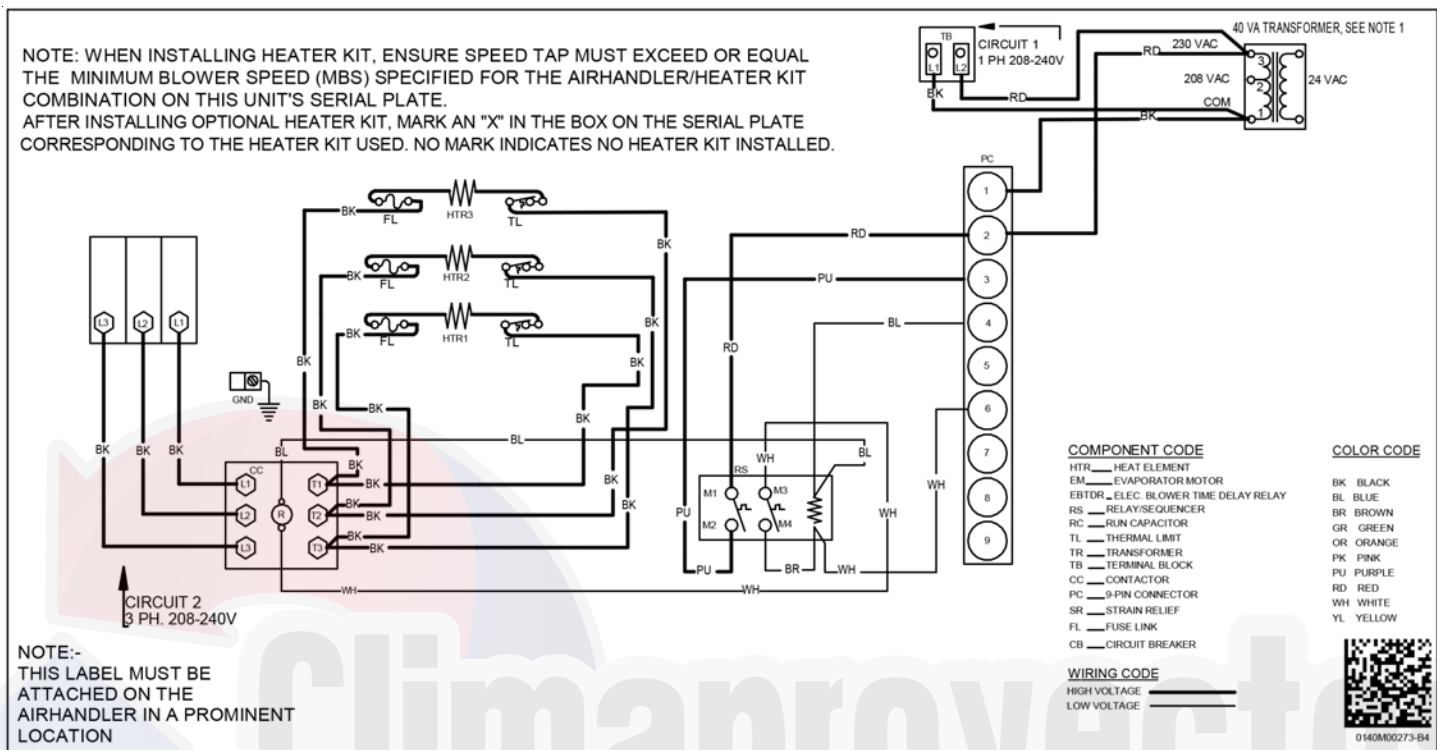 NOTE: WHEN INSTALLING HEATER KIT, ENSURE SPEED TAP MUST EXCEED OR EQUAL
THE MINIMUM BLOWER SPEED (MBS) SPECIFIED FOR THE AIRHANDLER/HEATER KIT
COMBINATION ON THIS UNIT'S SERIAL PLATE.
AFTER INSTALLING OPTIONAL HEATER KIT, MARK AN "X" IN THE BOX ON THE SERIAL PLATE
CORRESPONDING TO THE HEATER KIT USED. NO MARK INDICATES NO HEATER KIT INSTALLED.
TB
L1 L2
CIRCUIT 1
1 PH 208-240V
BK
RD
40 VA TRANSFORMER, SEE NOTE 1
RD 230 VAC
208 VAC
COM
BK
3
2
1
24 VAC
PC
1
2
3
4
5
6
7
8
9
BK FL HTR3 TL
BK FL HTR2 TL
BK FL HTR1 TL
BK
BK
BK
BK
BK
BK
BK
BK
L3 L2 L1
GND
BK BK BK
CC
L1
L2
L3
R
T1
T2
T3
BL
BK
BK
BK
BK
BK
BK
BK
BK
BL
WH
WH
RD
PU
BL
RD
WH
BL
RS
M1 M3
M2 M4
PU
PU
BR
WH
WH
WH
CIRCUIT 2
3 PH. 208-240V
NOTE:-
THIS LABEL MUST BE
ATTACHED ON THE
AIRHANDLER IN A PROMINENT
LOCATION
COMPONENT CODE
HTR HEAT ELEMENT
EM EVAPORATOR MOTOR
EBTDR ELEC. BLOWER TIME DELAY RELAY
RS RELAY/SEQUENCER
RC RUN CAPACITOR
TL THERMAL LIMIT
TR TRANSFORMER
TB TERMINAL BLOCK
CC CONTACTOR
PC 9-PIN CONNECTOR
SR STRAIN RELIEF
FL FUSE LINK
CB CIRCUIT BREAKER
WIRING CODE
HIGH VOLTAGE
LOW VOLTAGE
COLOR CODE
BK BLACK
BL BLUE
BR BROWN
GR GREEN
OR ORANGE
PK PINK
PU PURPLE
RD RED
WH WHITE
YL YELLOW
0140M00273-B4
Climaproyecto